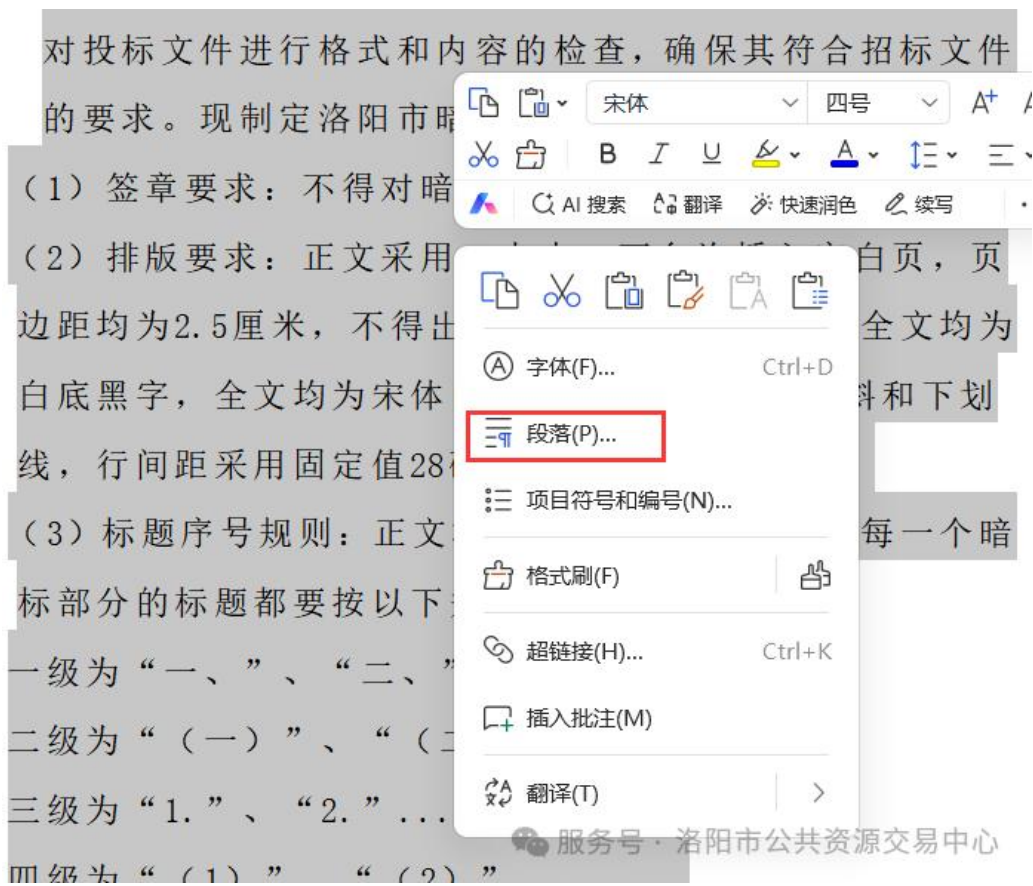 对投标文件进行格式和内容的检查，确保其符合招标文件
的要求。现制定洛阳市暗
宋体 四号 A+
B I U A
（1）签章要求：不得对暗
AI 搜索 翻译 快速润色 续写
（2）排版要求：正文采用
白页，页
边距均为2.5厘米，不得出
全文均为
字体(F)... Ctrl+D
白底黑字，全文均为宋体
和下划
段落(P)...
线，行间距采用固定值28
项目符号和编号(N)...
（3）标题序号规则：正文
每一个暗
格式刷(F)
标部分的标题都要按以下
超链接(H)... Ctrl+K
一级为“一、”、“二、”
插入批注(M)
二级为“（一）”、“（二
翻译(T)
三级为“1.”、“2.”...
服务号 · 洛阳市公共资源交易中心
四级为“（1）”、“（2）”